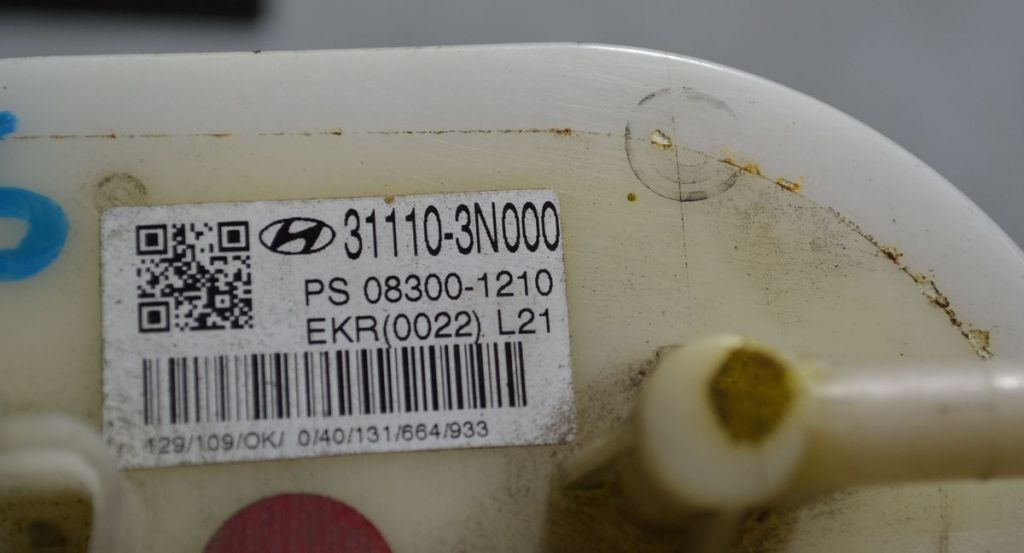 31110-3N000
PS 08300-1210
EKR(0022) L21
129/109/OK/ 0/40/131/664/933